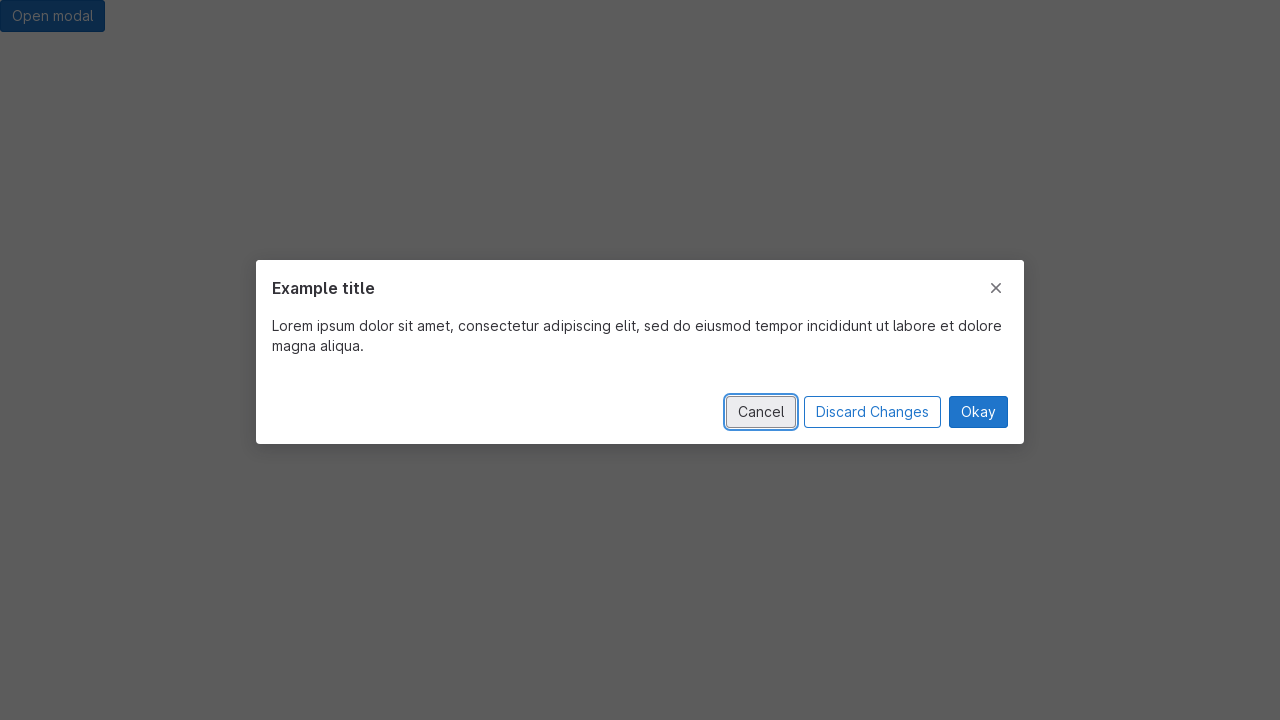 Open modal
Example title
Lorem ipsum dolor sit amet, consectetur adipiscing elit, sed do eiusmod tempor incididunt ut labore et dolore
magna aliqua.
Cancel Discard Changes Okay